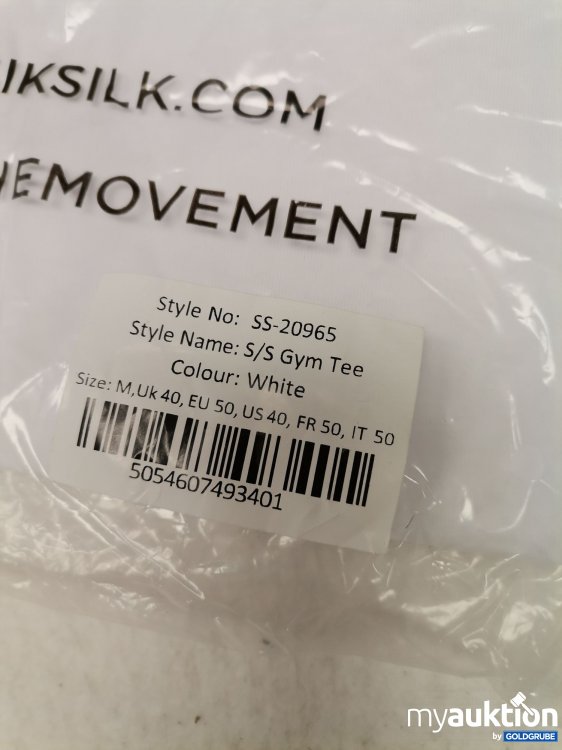 IKSILK.COM
EMOVEMENT
Style No: SS-20965
Style Name: S/S Gym Tee
Colour: White
Size: M,Uk 40, EU 50, US 40, FR 50, IT 50
5054607493401
myauktion
by GOLDGRUBE